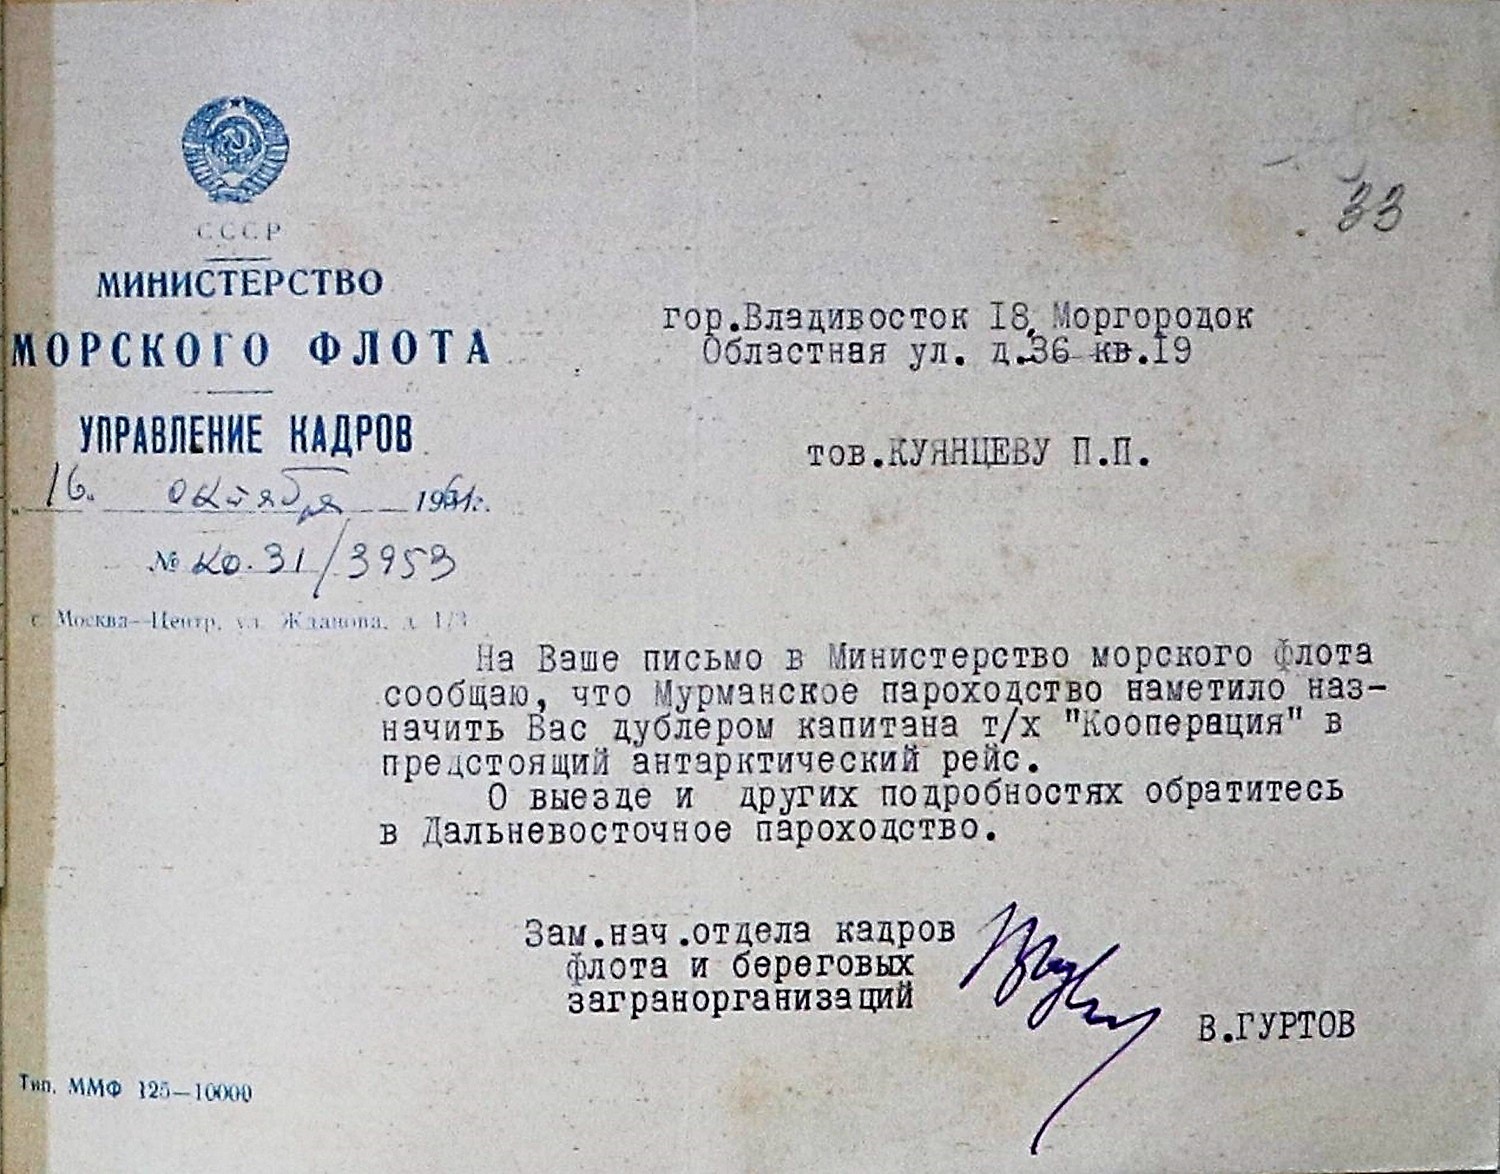 33
СССР
МИНИСТЕРСТВО
МОРСКОГО ФЛОТА
УПРАВЛЕНИЕ КАДРОВ
16. октября 1961г.
№ ко.31/3953
г. Москва—Центр, ул. Жданова, д. 1/3
гор.Владивосток 18, Моргородок
Областная ул. д.36 кв.19
тов.КУЯНЦЕВУ П.П.
На Ваше письмо в Министерство морского флота
сообщаю, что Мурманское пароходство наметило наз-
начить Вас дублером капитана т/х "Кооперация" в
предстоящий антарктический рейс.
О выезде и других подробностях обратитесь
в Дальневосточное пароходство.
Зам.нач.отдела кадров
флота и береговых
загранорганизаций
В.ГУРТОВ
Тип. ММФ 125—10000